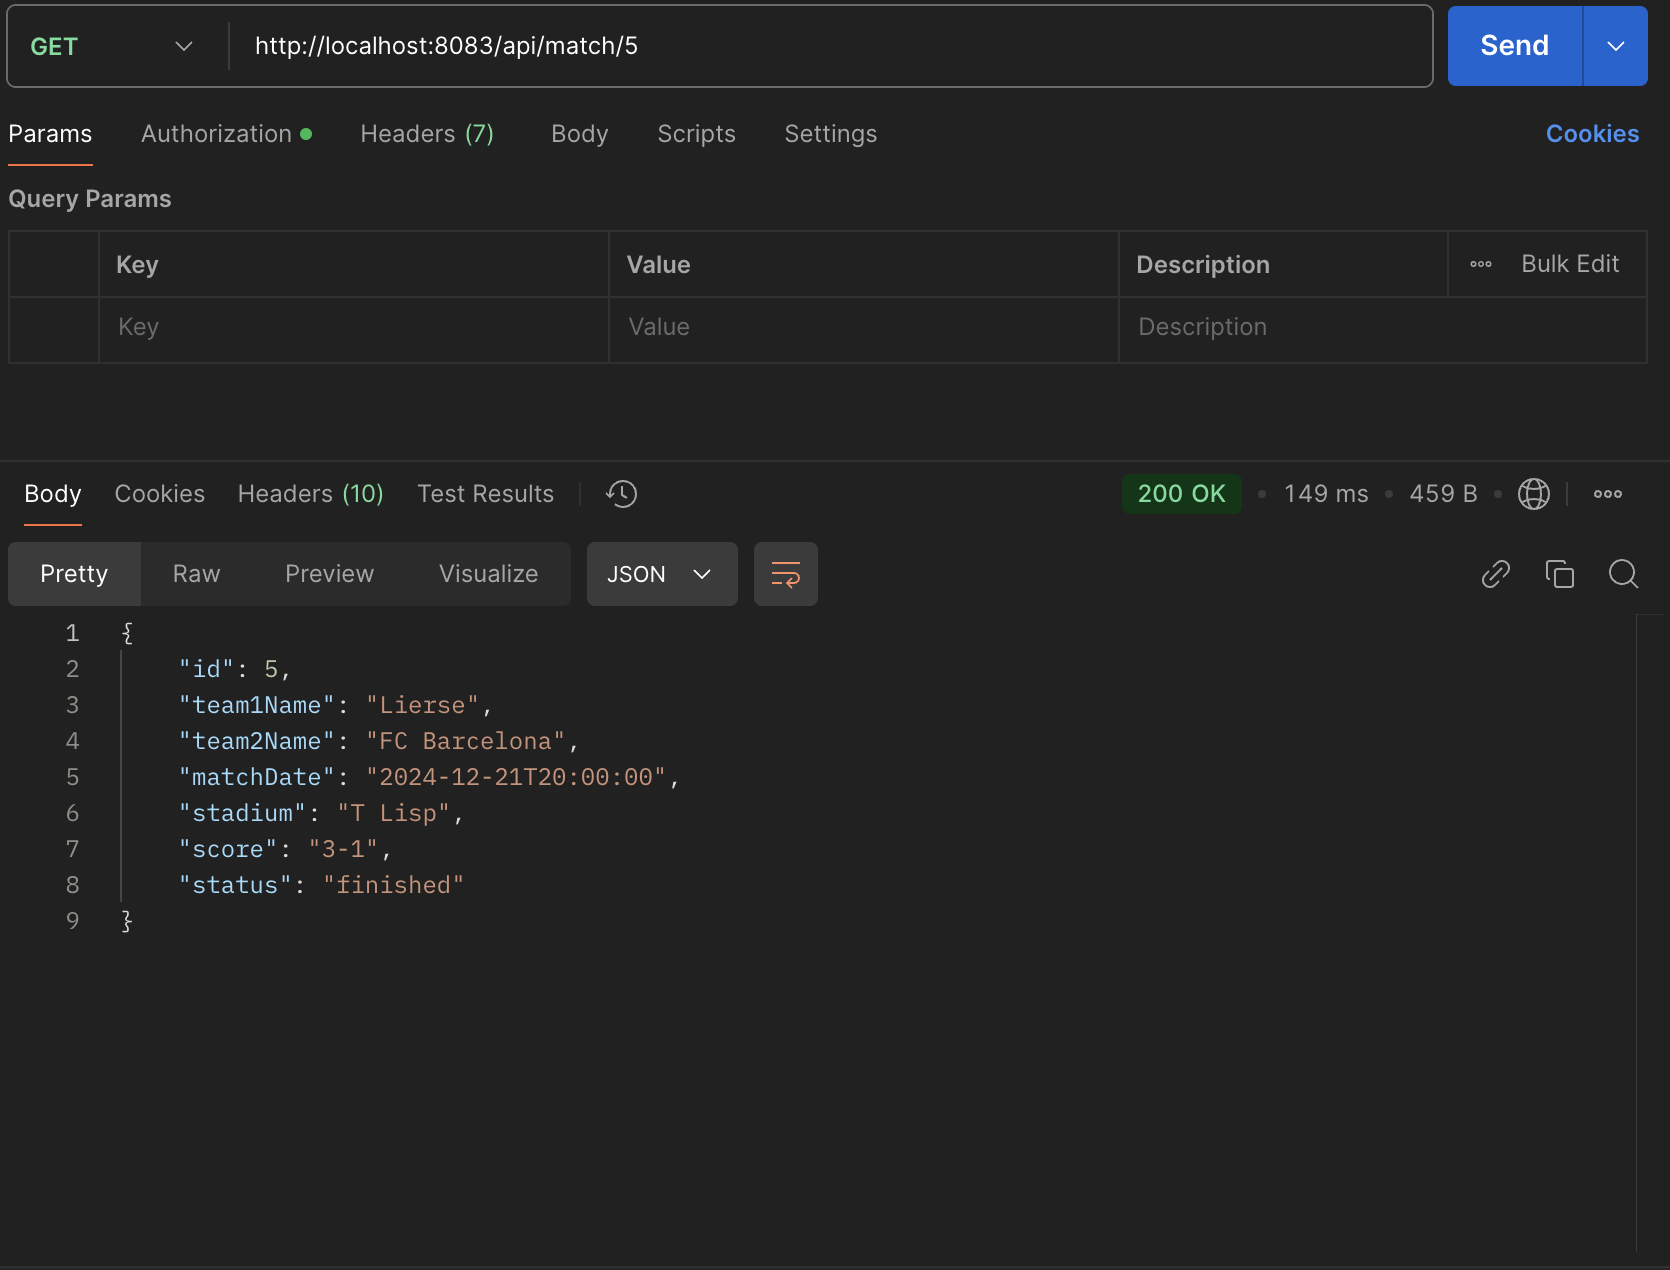 GET http://localhost:8083/api/match/5 Send
Params Authorization Headers (7) Body Scripts Settings Cookies
Query Params
Key Value Description Bulk Edit
Key Value Description
Body Cookies Headers (10) Test Results 200 OK 149 ms 459 B
Pretty Raw Preview Visualize JSON
1 {
2 "id": 5,
3 "team1Name": "Lierse",
4 "team2Name": "FC Barcelona",
5 "matchDate": "2024-12-21T20:00:00",
6 "stadium": "T Lisp",
7 "score": "3-1",
8 "status": "finished"
9 }